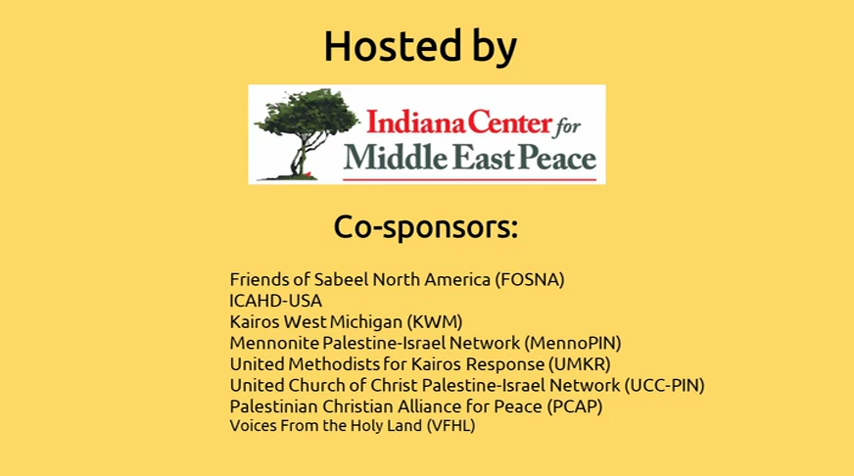 Hosted by
Indiana Center for
Middle East Peace
Co-sponsors:
Friends of Sabeel North America (FOSNA)
ICAHD-USA
Kairos West Michigan (KWM)
Mennonite Palestine-Israel Network (MennoPIN)
United Methodists for Kairos Response (UMKR)
United Church of Christ Palestine-Israel Network (UCC-PIN)
Palestinian Christian Alliance for Peace (PCAP)
Voices From the Holy Land (VFHL)